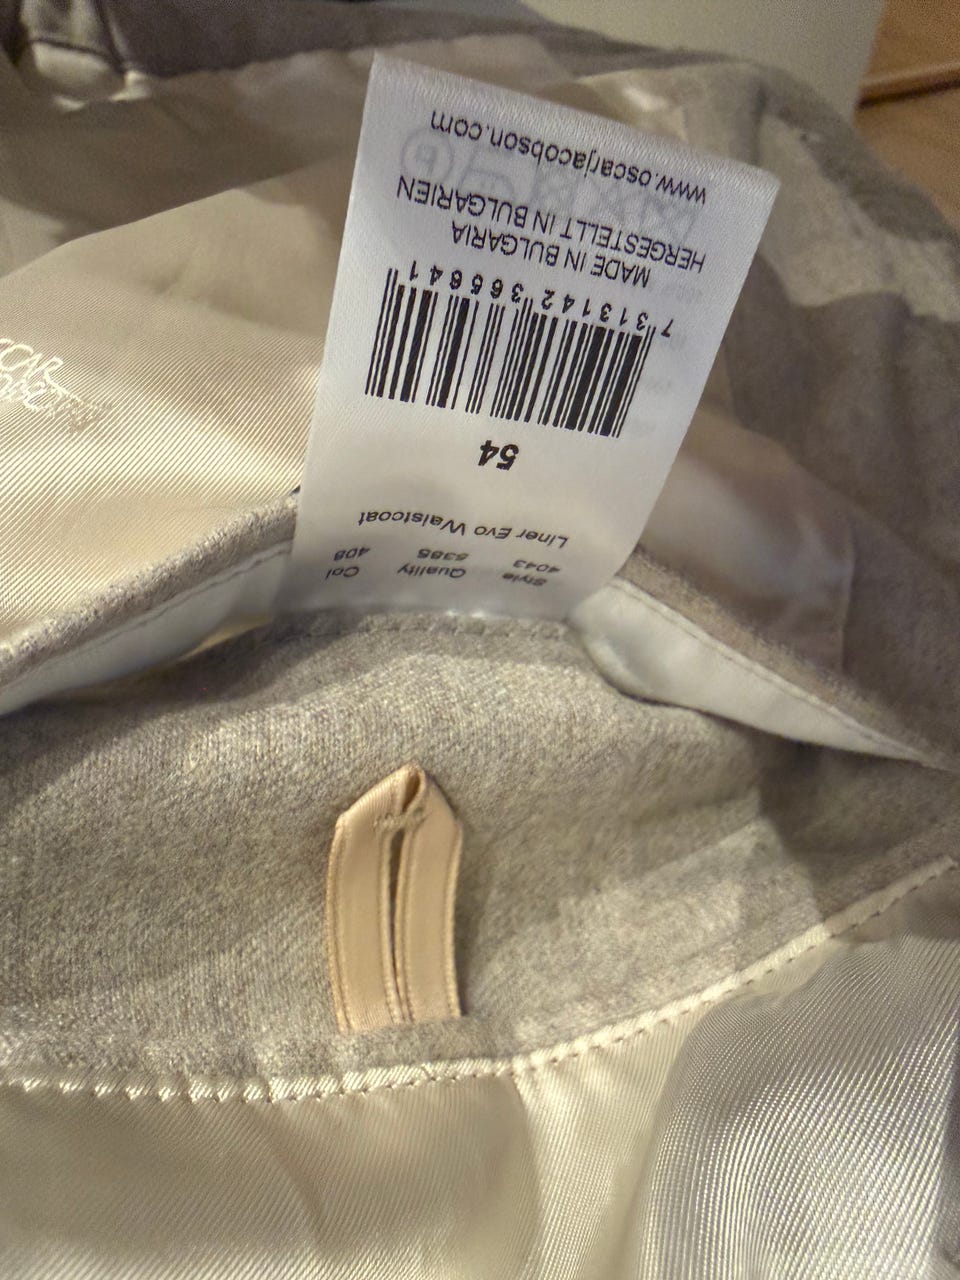 Style Quality Col
4043 5385 408
Liner Evo Waistcoat
54
7 313142 365641
MADE IN BULGARIA
HERGESTELLT IN BULGARIEN
www.oscarjacobson.com